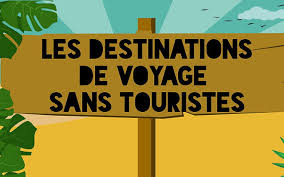 LES DESTINATIONS
DE VOYAGE
SANS TOURISTES